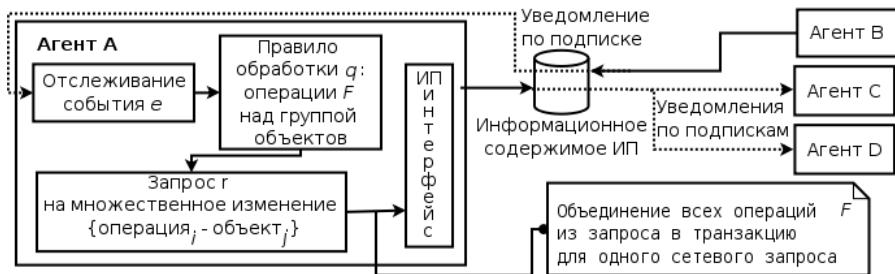 Уведомление
по подписке
Агент B
Агент A
Правило
обработки q:
операции F
над группой
объектов
Отслеживание
события e
ИП интерфейс
Агент C
Уведомления
по подпискам
Информационное
содержимое ИП
Агент D
Запрос r
на множественное изменение
{операция_i - объект_j}
Объединение всех операций F
из запроса в транзакцию
для одного сетевого запроса